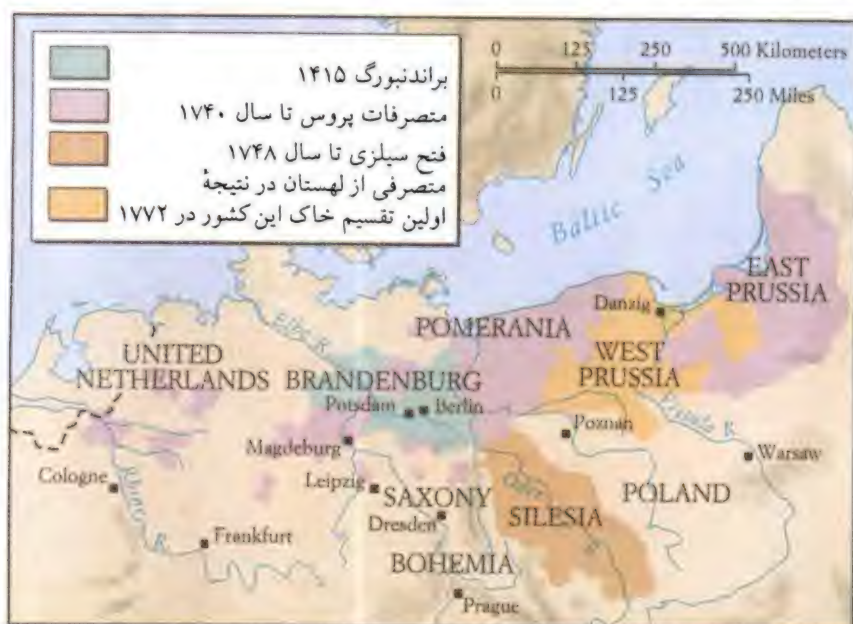 براندنبورگ ۱۴۱۵
متصرفات پروس تا سال ۱۷۴۰
فتح سیلزی تا سال ۱۷۴۸
متصرفی از لهستان در نتیجۀ
اولین تقسیم خاک این کشور در ۱۷۷۲
0 125 250 500 Kilometers
0 125 250 Miles
Baltic Sea
EAST
PRUSSIA
Danzig
POMERANIA
WEST
PRUSSIA
Elbe R.
UNITED
NETHERLANDS
BRANDENBURG
Potsdam
Berlin
Vistula R.
Poznan
Magdeburg
Warsaw
Cologne
Rhine R.
Leipzig
SAXONY
Oder R.
POLAND
Dresden
SILESIA
Frankfurt
BOHEMIA
Prague